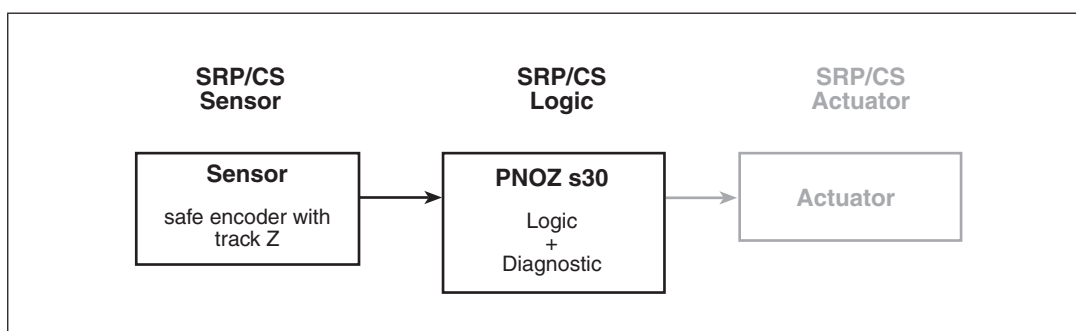 SRP/CS
Sensor
SRP/CS
Logic
SRP/CS
Actuator
Sensor
safe encoder with
track Z
PNOZ s30
Logic
+
Diagnostic
Actuator